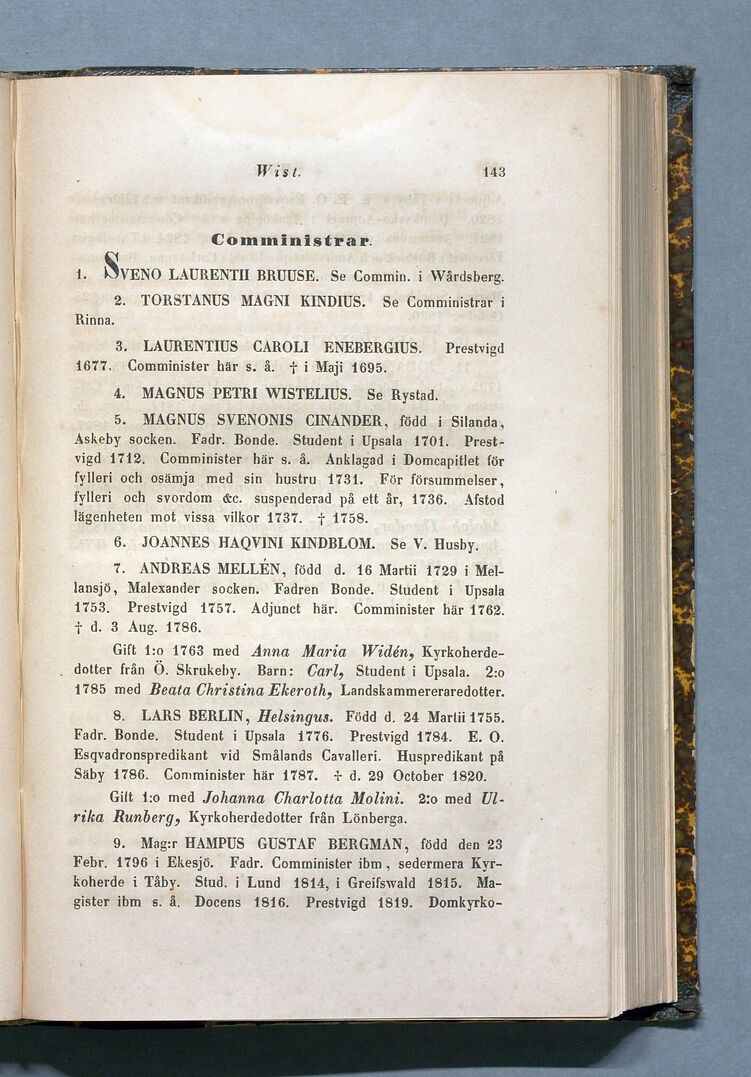 Wist. 143
Comministrar.
1. SVENO LAURENTII BRUUSE. Se Commin. i Wårdsberg.
2. TORSTANUS MAGNI KINDIUS. Se Comministrar i
Rinna.
3. LAURENTIUS CAROLI ENEBERGIUS. Prestvigd
1677. Comminister här s. å. † i Maji 1695.
4. MAGNUS PETRI WISTELIUS. Se Rystad.
5. MAGNUS SVENONIS CINANDER, född i Silanda,
Askeby socken. Fadr. Bonde. Student i Upsala 1701. Prest-
vigd 1712. Comminister här s. å. Anklagad i Domcapitlet för
fylleri och osämja med sin hustru 1731. För försummelser,
fylleri och svordom &c. suspenderad på ett år, 1736. Afstod
lägenheten mot vissa vilkor 1737. † 1758.
6. JOANNES HAQVINI KINDBLOM. Se V. Husby.
7. ANDREAS MELLÉN, född d. 16 Martii 1729 i Mel-
lansjö, Malexander socken. Fadren Bonde. Student i Upsala
1753. Prestvigd 1757. Adjunct här. Comminister här 1762.
† d. 3 Aug. 1786.
Gift 1:o 1763 med Anna Maria Widén, Kyrkoherde-
dotter från Ö. Skrukeby. Barn: Carl, Student i Upsala. 2:o
1785 med Beata Christina Ekeroth, Landskammereraredotter.
8. LARS BERLIN, Helsingus. Född d. 24 Martii 1755.
Fadr. Bonde. Student i Upsala 1776. Prestvigd 1784. E. O.
Esqvadronspredikant vid Smålands Cavalleri. Huspredikant på
Säby 1786. Comminister här 1787. † d. 29 October 1820.
Gift 1:o med Johanna Charlotta Molini. 2:o med Ul-
rika Runberg, Kyrkoherdedotter från Lönberga.
9. Mag:r HAMPUS GUSTAF BERGMAN, född den 23
Febr. 1796 i Ekesjö. Fadr. Comminister ibm, sedermera Kyr-
koherde i Tåby. Stud. i Lund 1814, i Greifswald 1815. Ma-
gister ibm s. å. Docens 1816. Prestvigd 1819. Domkyrko-